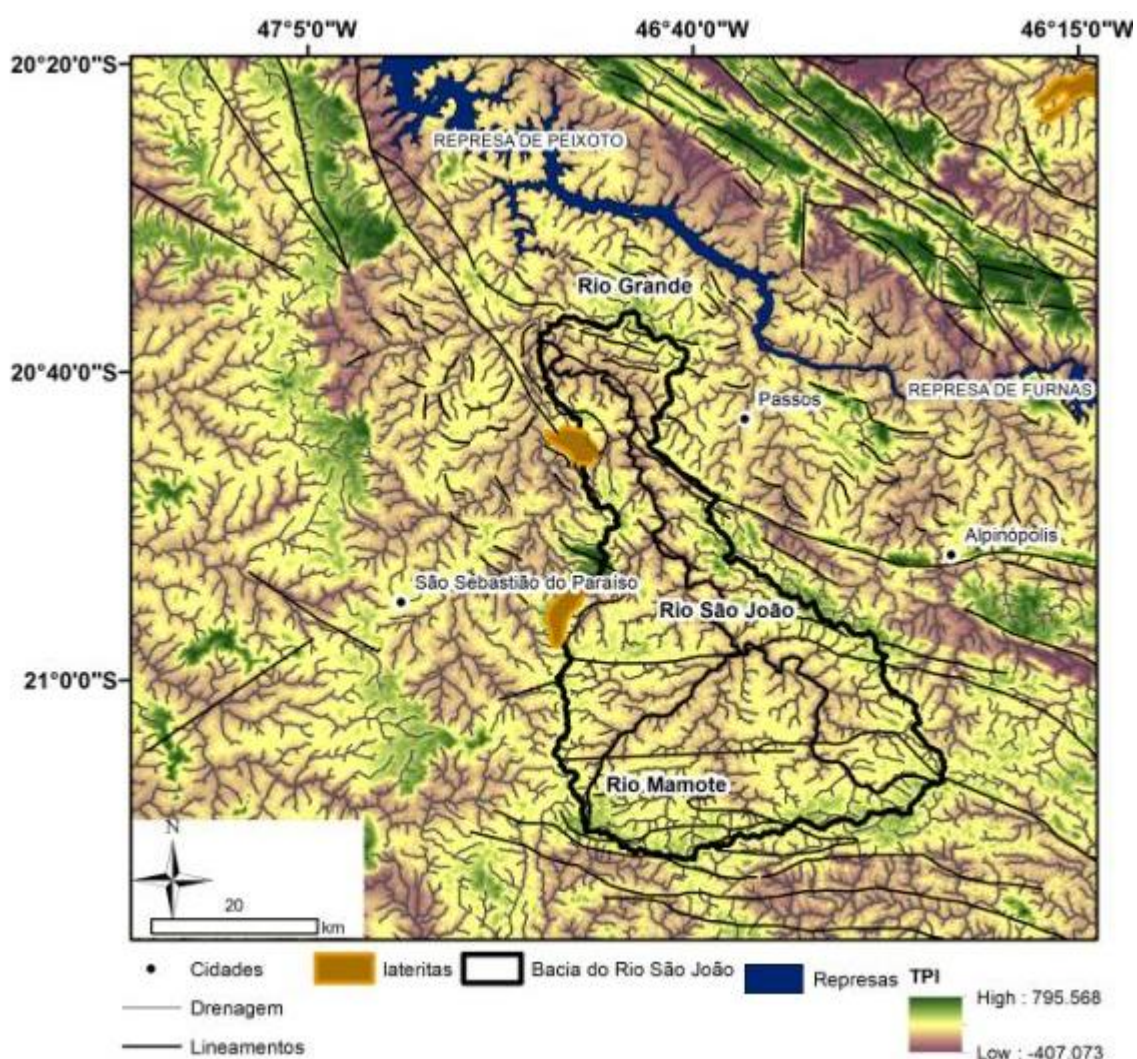 47°5'0"W
46°40'0"W
46°15'0"W
20°20'0"S
REPRESA DE PEIXOTO
Rio Grande
20°40'0"S
REPRESA DE FURNAS
Passos
Alpinópolis
São Sebastião do Paraíso
Rio São João
21°0'0"S
Rio Mamote
N
20
km
Cidades
lateritas
Bacia do Rio São João
Represas
TPI
High : 795.568
Drenagem
Lineamentos
Low : -407.073